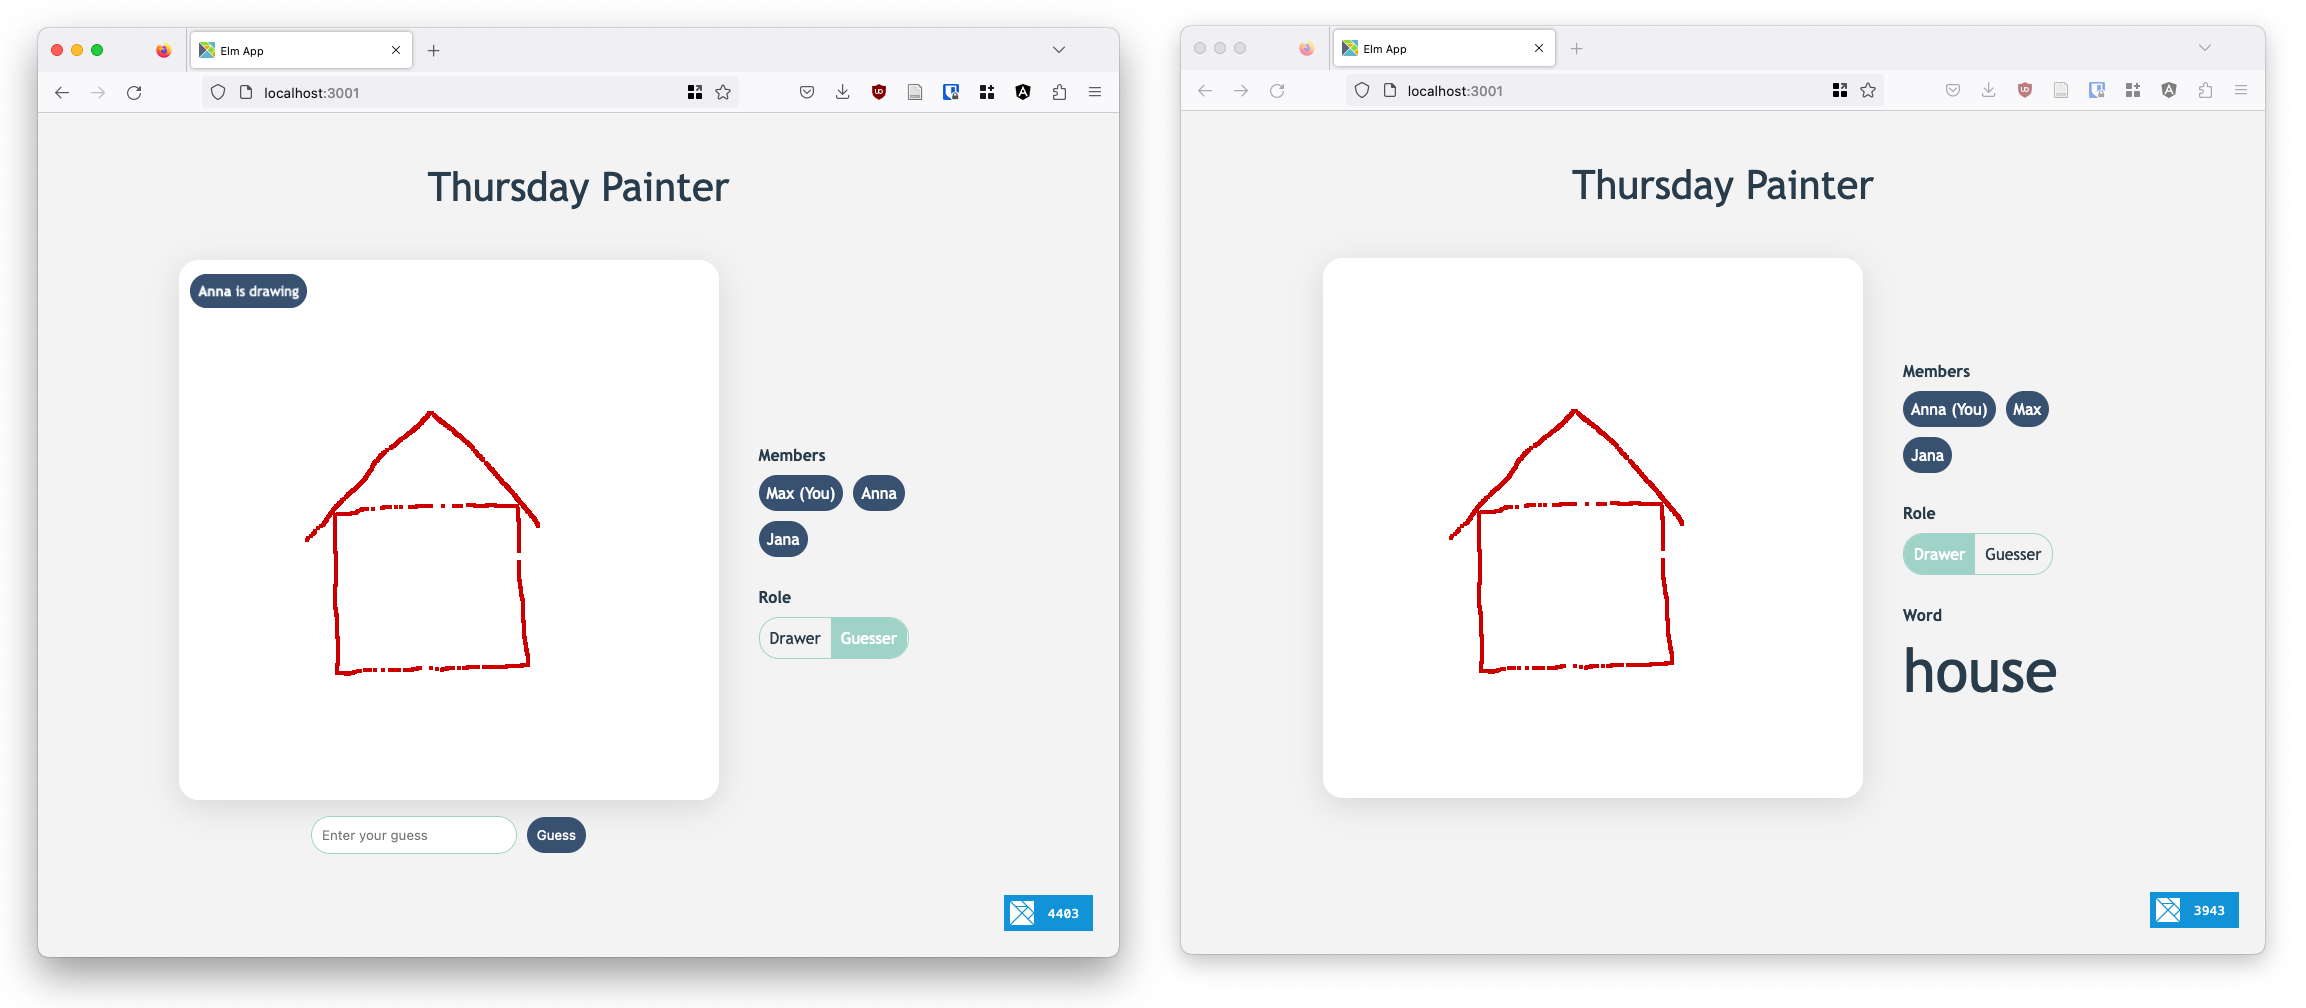 Elm App
localhost:3001
Thursday Painter
Anna is drawing
Members
Max (You) Anna
Jana
Role
Drawer Guesser
Enter your guess Guess
4403
Elm App
localhost:3001
Thursday Painter
Members
Anna (You) Max
Jana
Role
Drawer Guesser
Word
house
3943